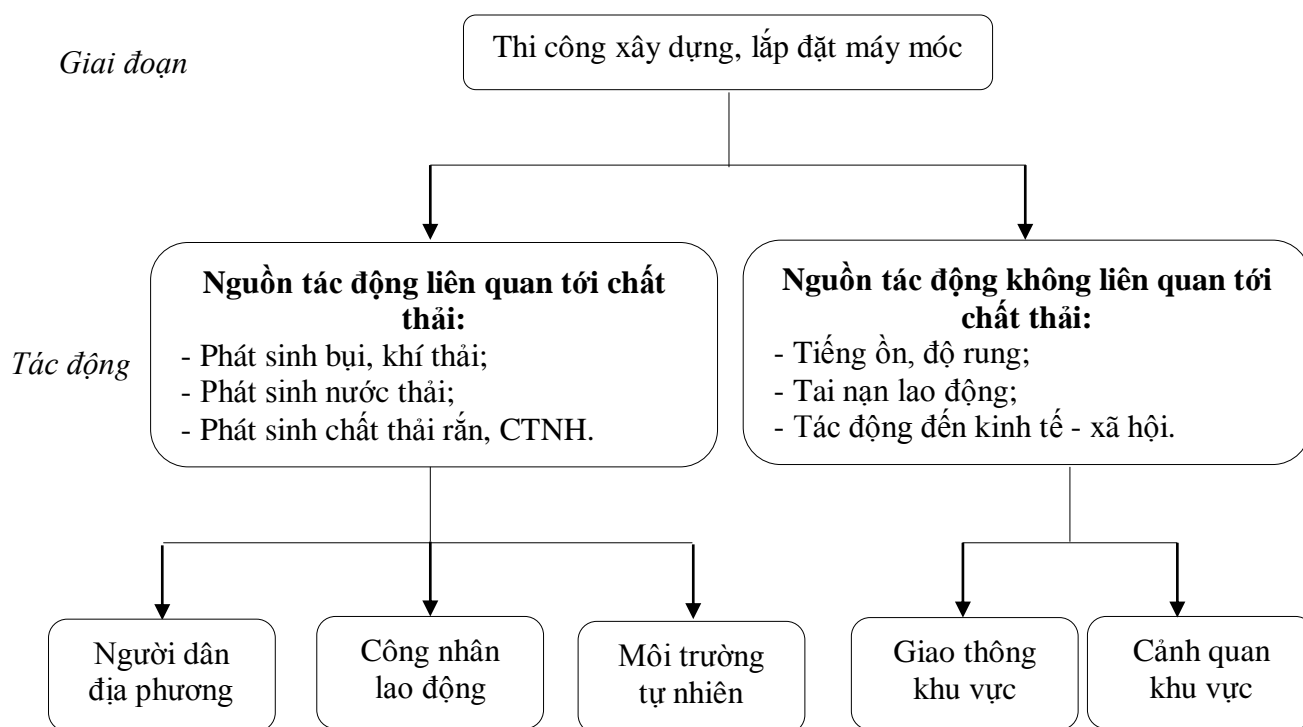 Giai đoạn
Thi công xây dựng, lắp đặt máy móc
Nguồn tác động liên quan tới chất
thải:
- Phát sinh bụi, khí thải;
- Phát sinh nước thải;
- Phát sinh chất thải rắn, CTNH.
Nguồn tác động không liên quan tới
chất thải:
- Tiếng ồn, độ rung;
- Tai nạn lao động;
- Tác động đến kinh tế - xã hội.
Tác động
Người dân
địa phương
Công nhân
lao động
Môi trường
tự nhiên
Giao thông
khu vực
Cảnh quan
khu vực